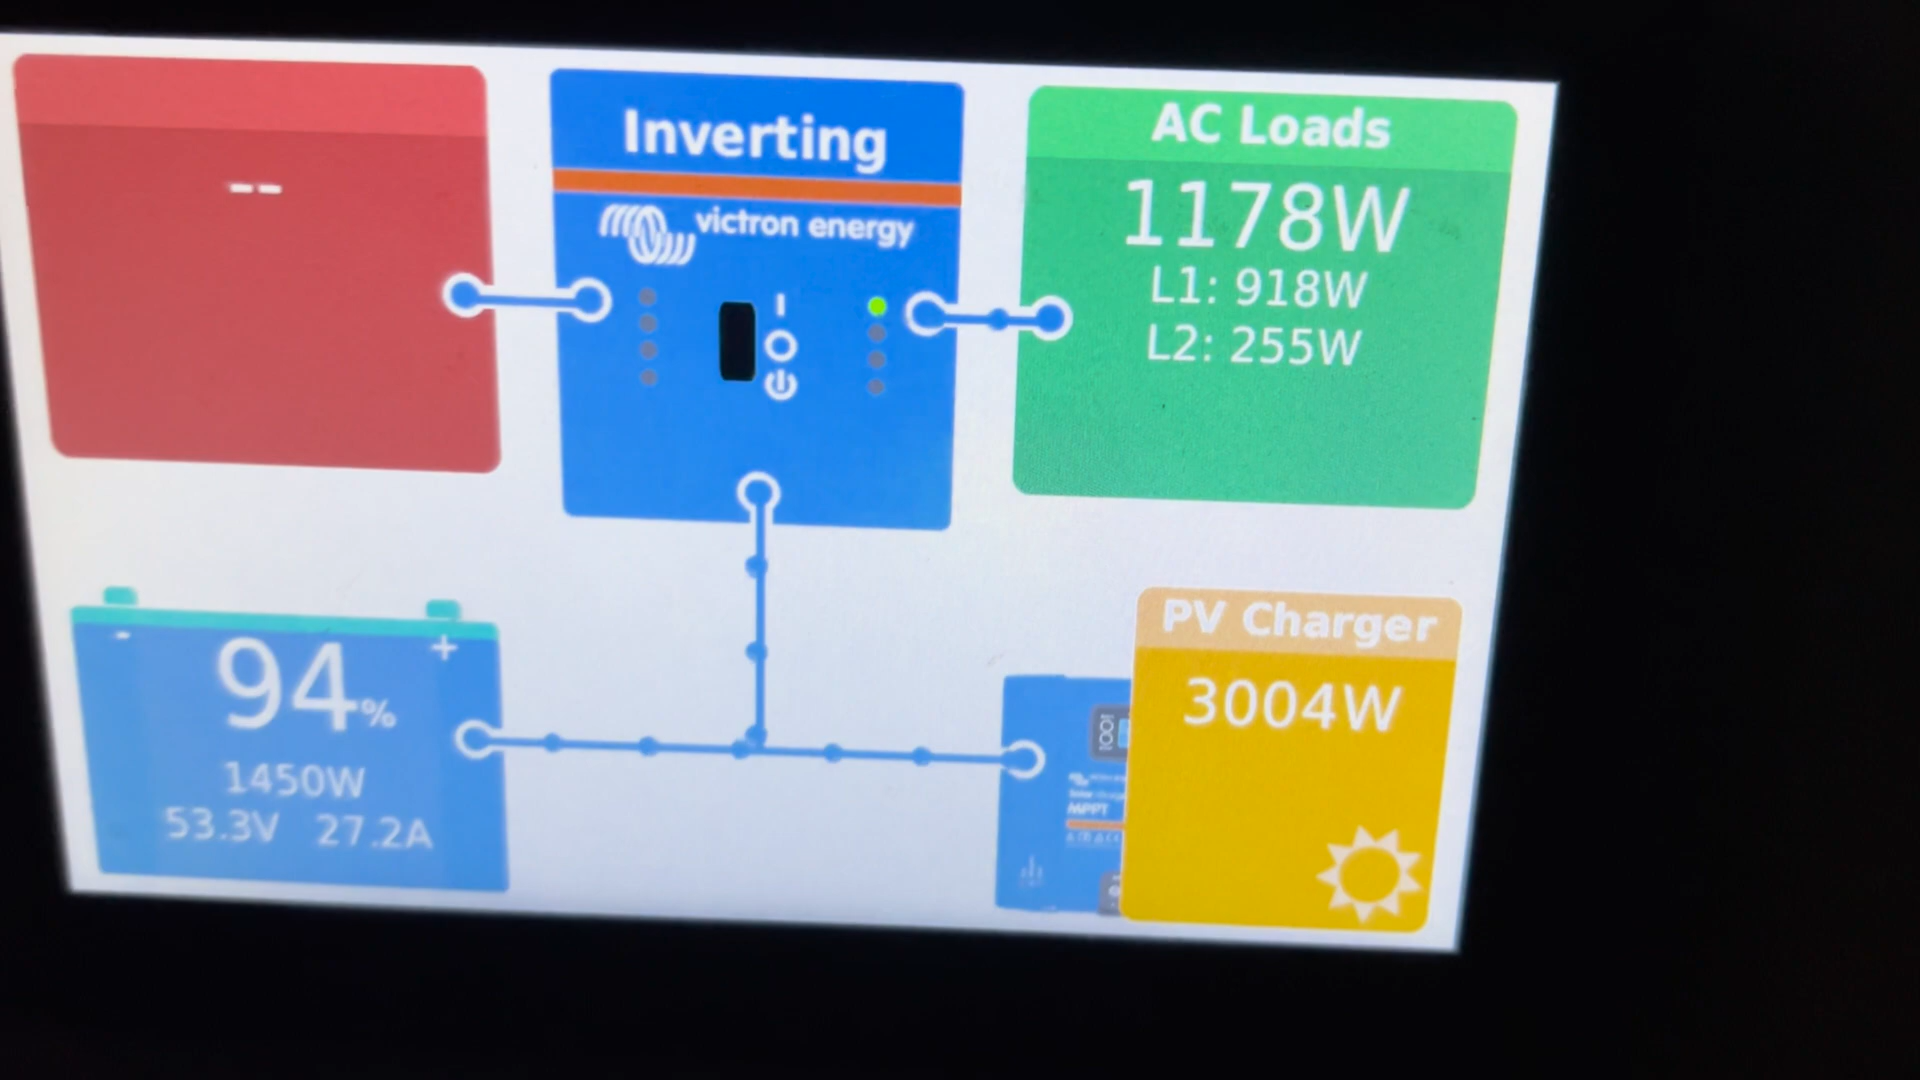 --
Inverting
victron energy
AC Loads
1178W
L1: 918W
L2: 255W
94%
1450W
53.3V 27.2A
PV Charger
3004W
MPPT